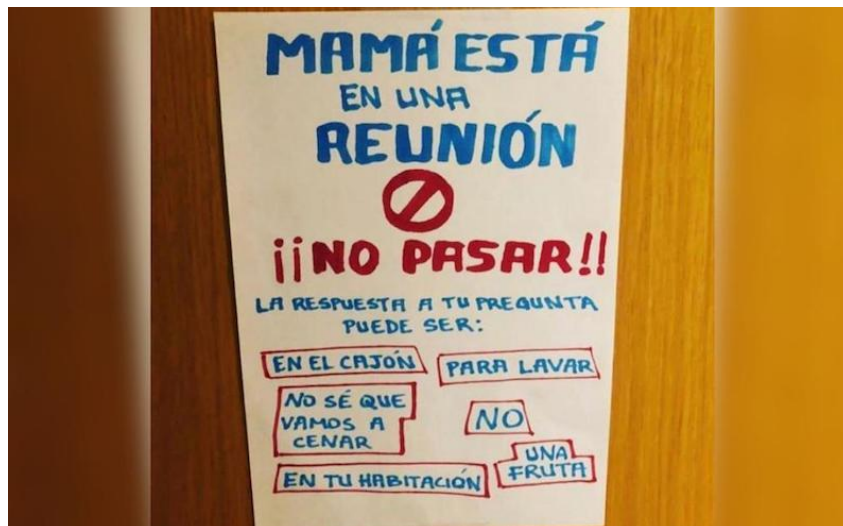 MAMÁ ESTÁ
EN UNA
REUNIÓN
¡¡NO PASAR!!
LA RESPUESTA A TU PREGUNTA
PUEDE SER:
EN EL CAJÓN
PARA LAVAR
NO SÉ QUE
VAMOS A
CENAR
NO
UNA
FRUTA
EN TU HABITACIÓN